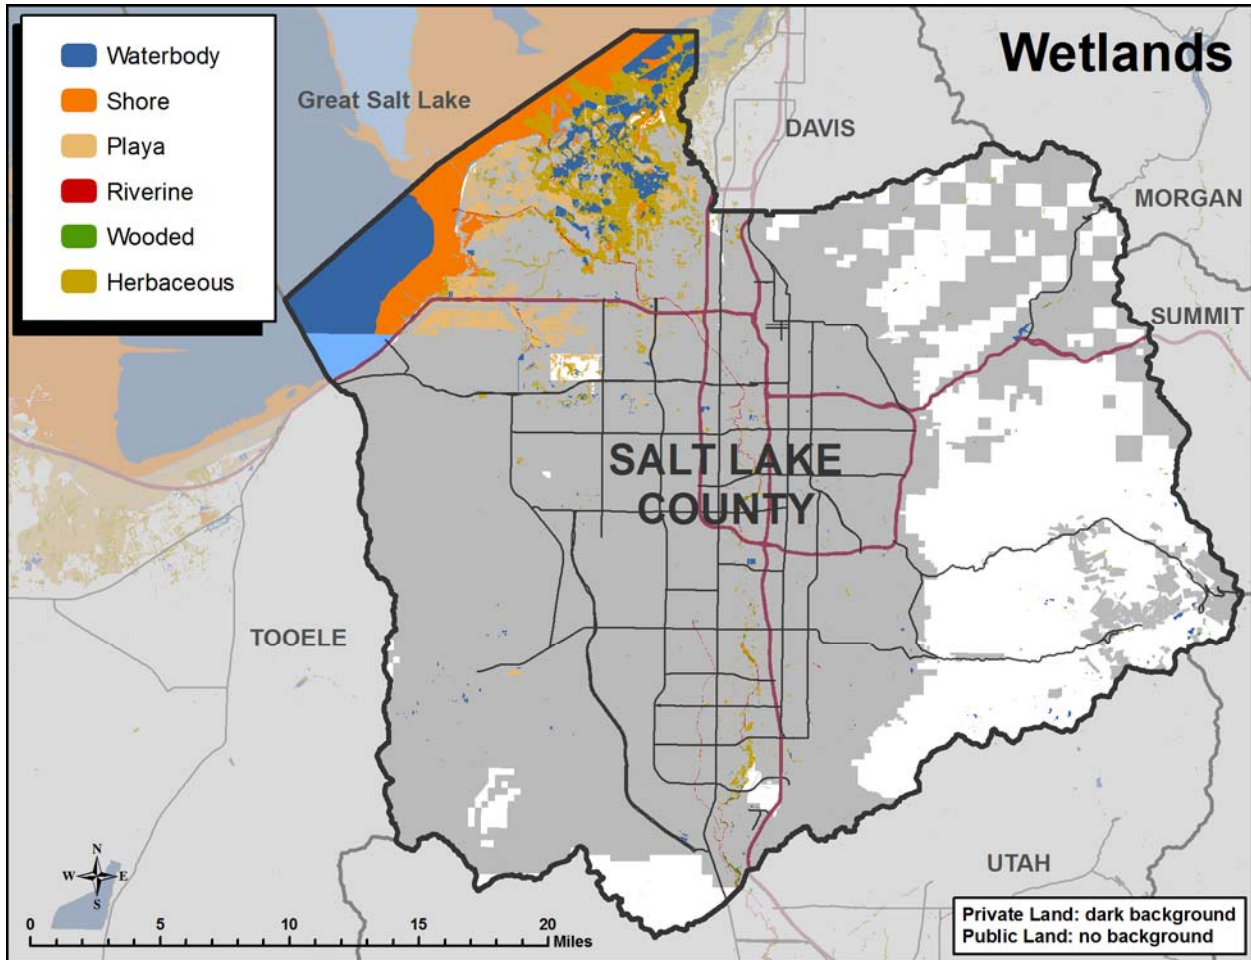 Wetlands
Waterbody
Shore
Playa
Riverine
Wooded
Herbaceous
Great Salt Lake
DAVIS
MORGAN
SUMMIT
SALT LAKE
COUNTY
TOOELE
UTAH
N
W E
S
0 5 10 15 20
Miles
Private Land: dark background
Public Land: no background